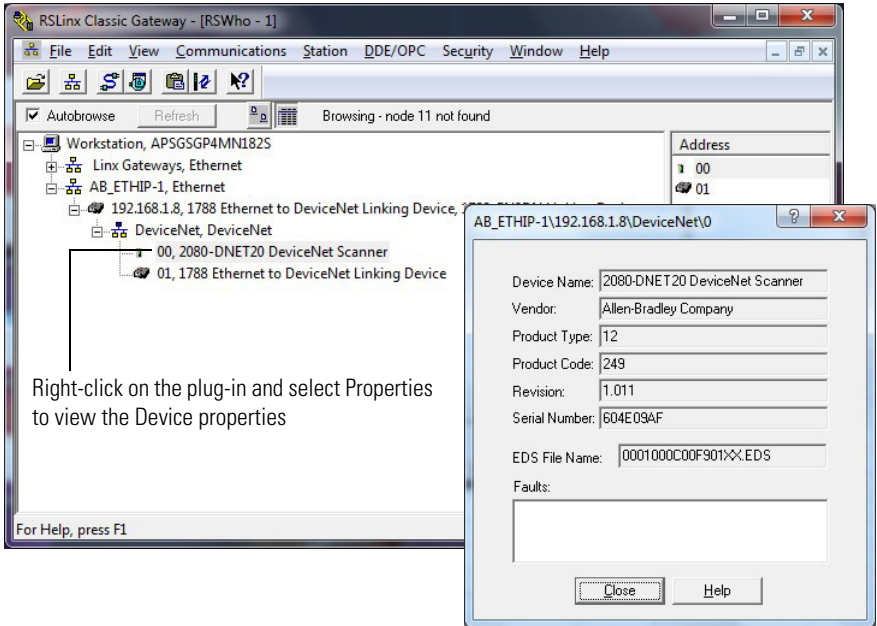 RSLinx Classic Gateway - [RSWho - 1]
File Edit View Communications Station DDE/OPC Security Window Help
Autobrowse Refresh Browsing - node 11 not found
Workstation, APSGSGP4MN182S
Linx Gateways, Ethernet
AB_ETHIP-1, Ethernet
192.168.1.8, 1788 Ethernet to DeviceNet Linking Device,
DeviceNet, DeviceNet
00, 2080-DNET20 DeviceNet Scanner
01, 1788 Ethernet to DeviceNet Linking Device
Address
00
01
Right-click on the plug-in and select Properties
to view the Device properties
For Help, press F1
AB_ETHIP-1\192.168.1.8\DeviceNet\0
Device Name: 2080-DNET20 DeviceNet Scanner
Vendor: Allen-Bradley Company
Product Type: 12
Product Code: 249
Revision: 1.011
Serial Number: 604E09AF
EDS File Name: 0001000C00F901XX.EDS
Faults:
Close Help